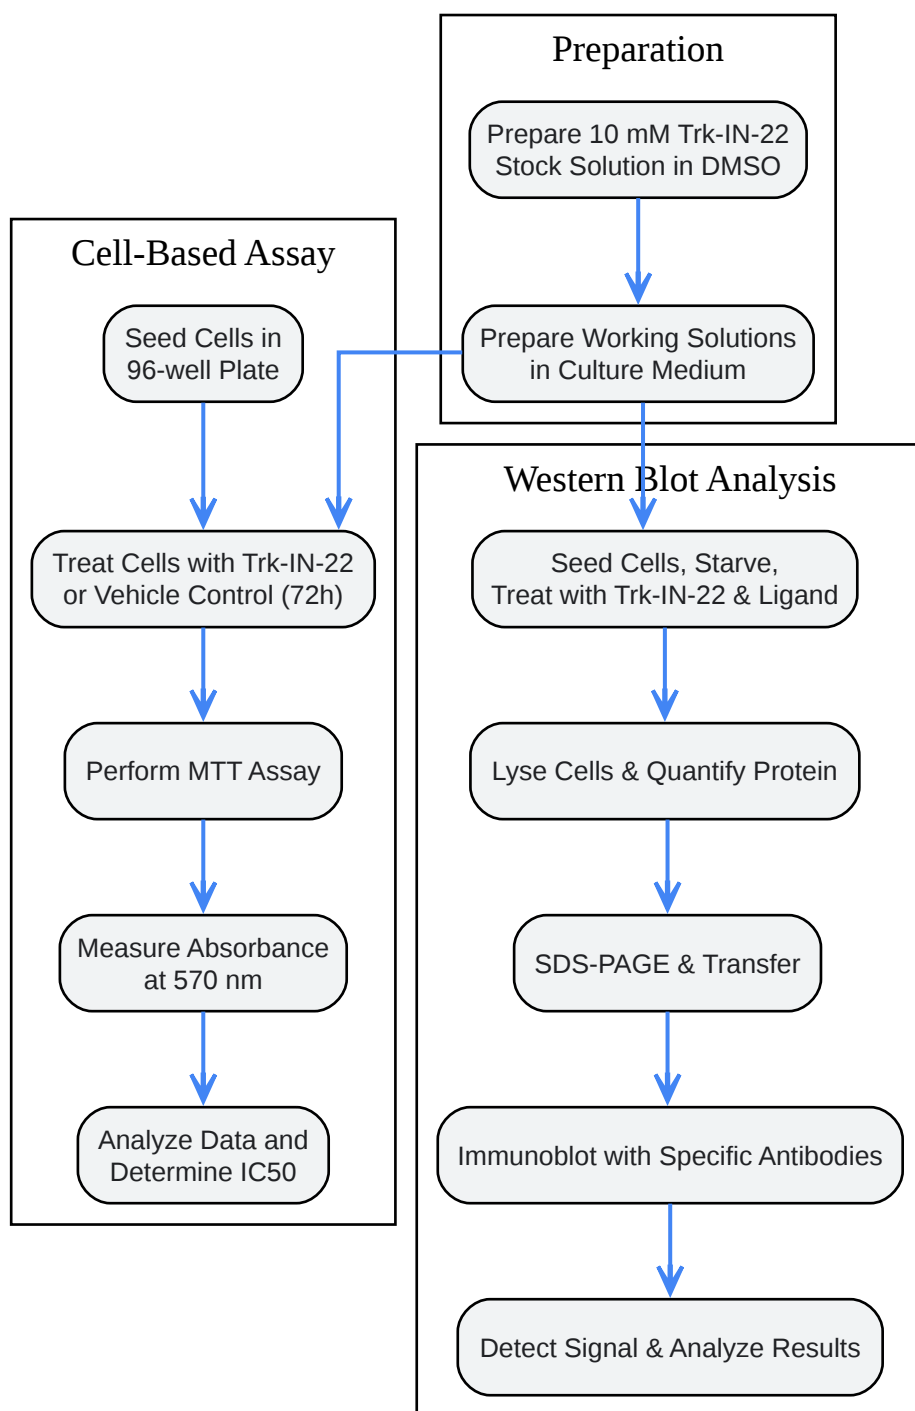 Preparation
Prepare 10 mM Trk-IN-22
Stock Solution in DMSO
Prepare Working Solutions
in Culture Medium
Cell-Based Assay
Seed Cells in
96-well Plate
Treat Cells with Trk-IN-22
or Vehicle Control (72h)
Perform MTT Assay
Measure Absorbance
at 570 nm
Analyze Data and
Determine IC50
Western Blot Analysis
Seed Cells, Starve,
Treat with Trk-IN-22 & Ligand
Lyse Cells & Quantify Protein
SDS-PAGE & Transfer
Immunoblot with Specific Antibodies
Detect Signal & Analyze Results